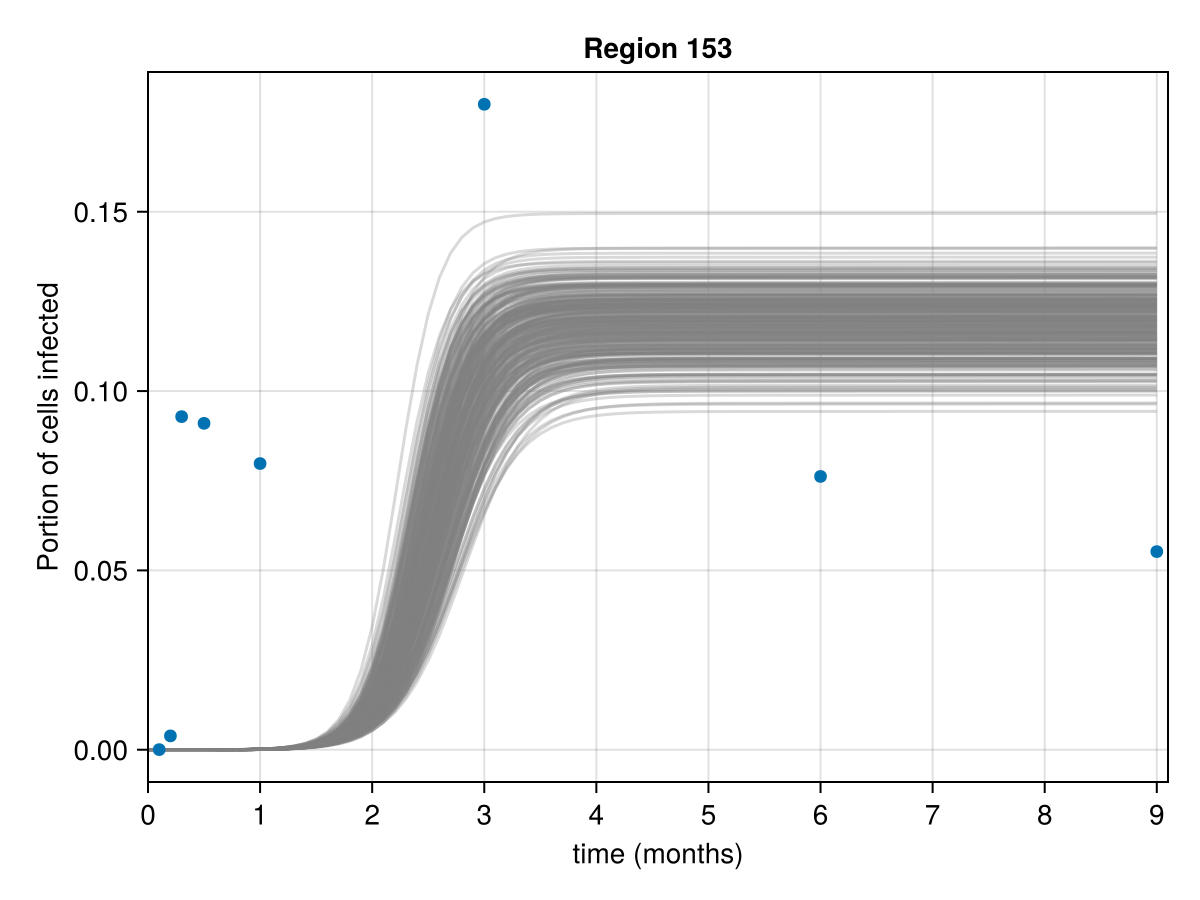 Region 153
Portion of cells infected
0.15
0.10
0.05
0.00
0 1 2 3 4 5 6 7 8 9
time (months)